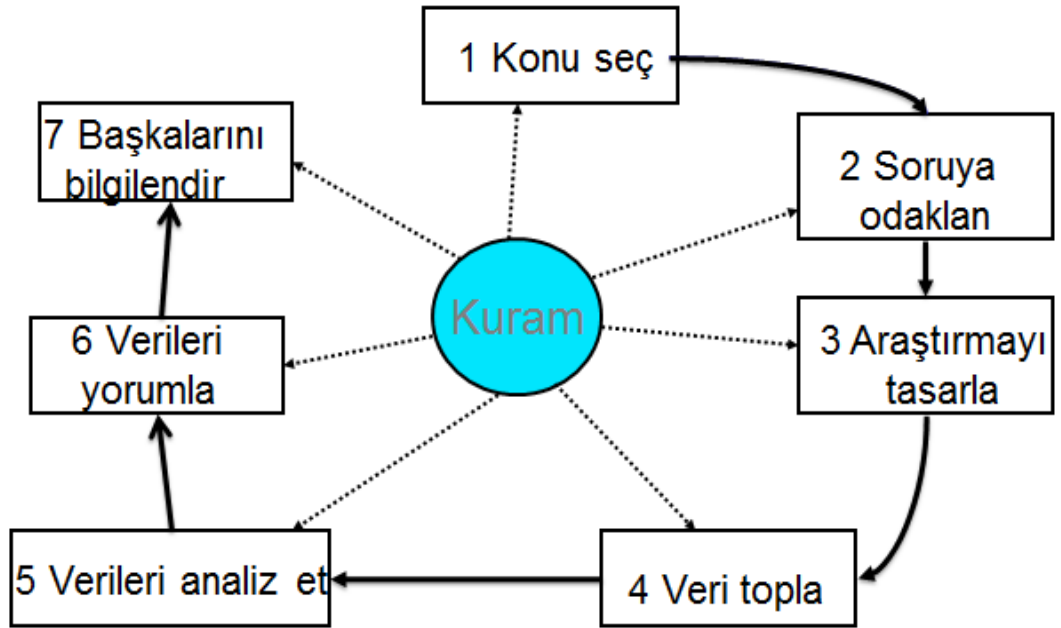 1 Konu seç
2 Soruya
odaklan
3 Araştırmayı
tasarla
4 Veri topla
5 Verileri analiz et
6 Verileri
yorumla
7 Başkalarını
bilgilendir
Kuram